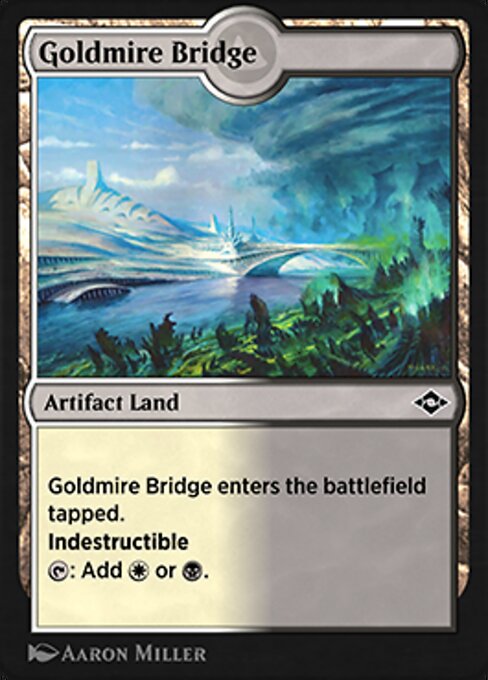 Goldmire Bridge
Artifact Land
Goldmire Bridge enters the battlefield
tapped.
Indestructible
: Add or .
AARON MILLER